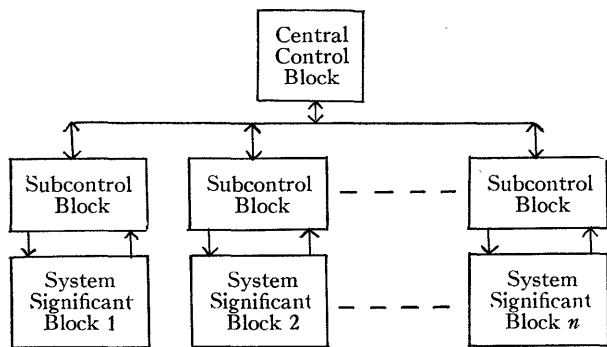 Central
Control
Block
Subcontrol
Block
Subcontrol
Block
Subcontrol
Block
System
Significant
Block 1
System
Significant
Block 2
System
Significant
Block n